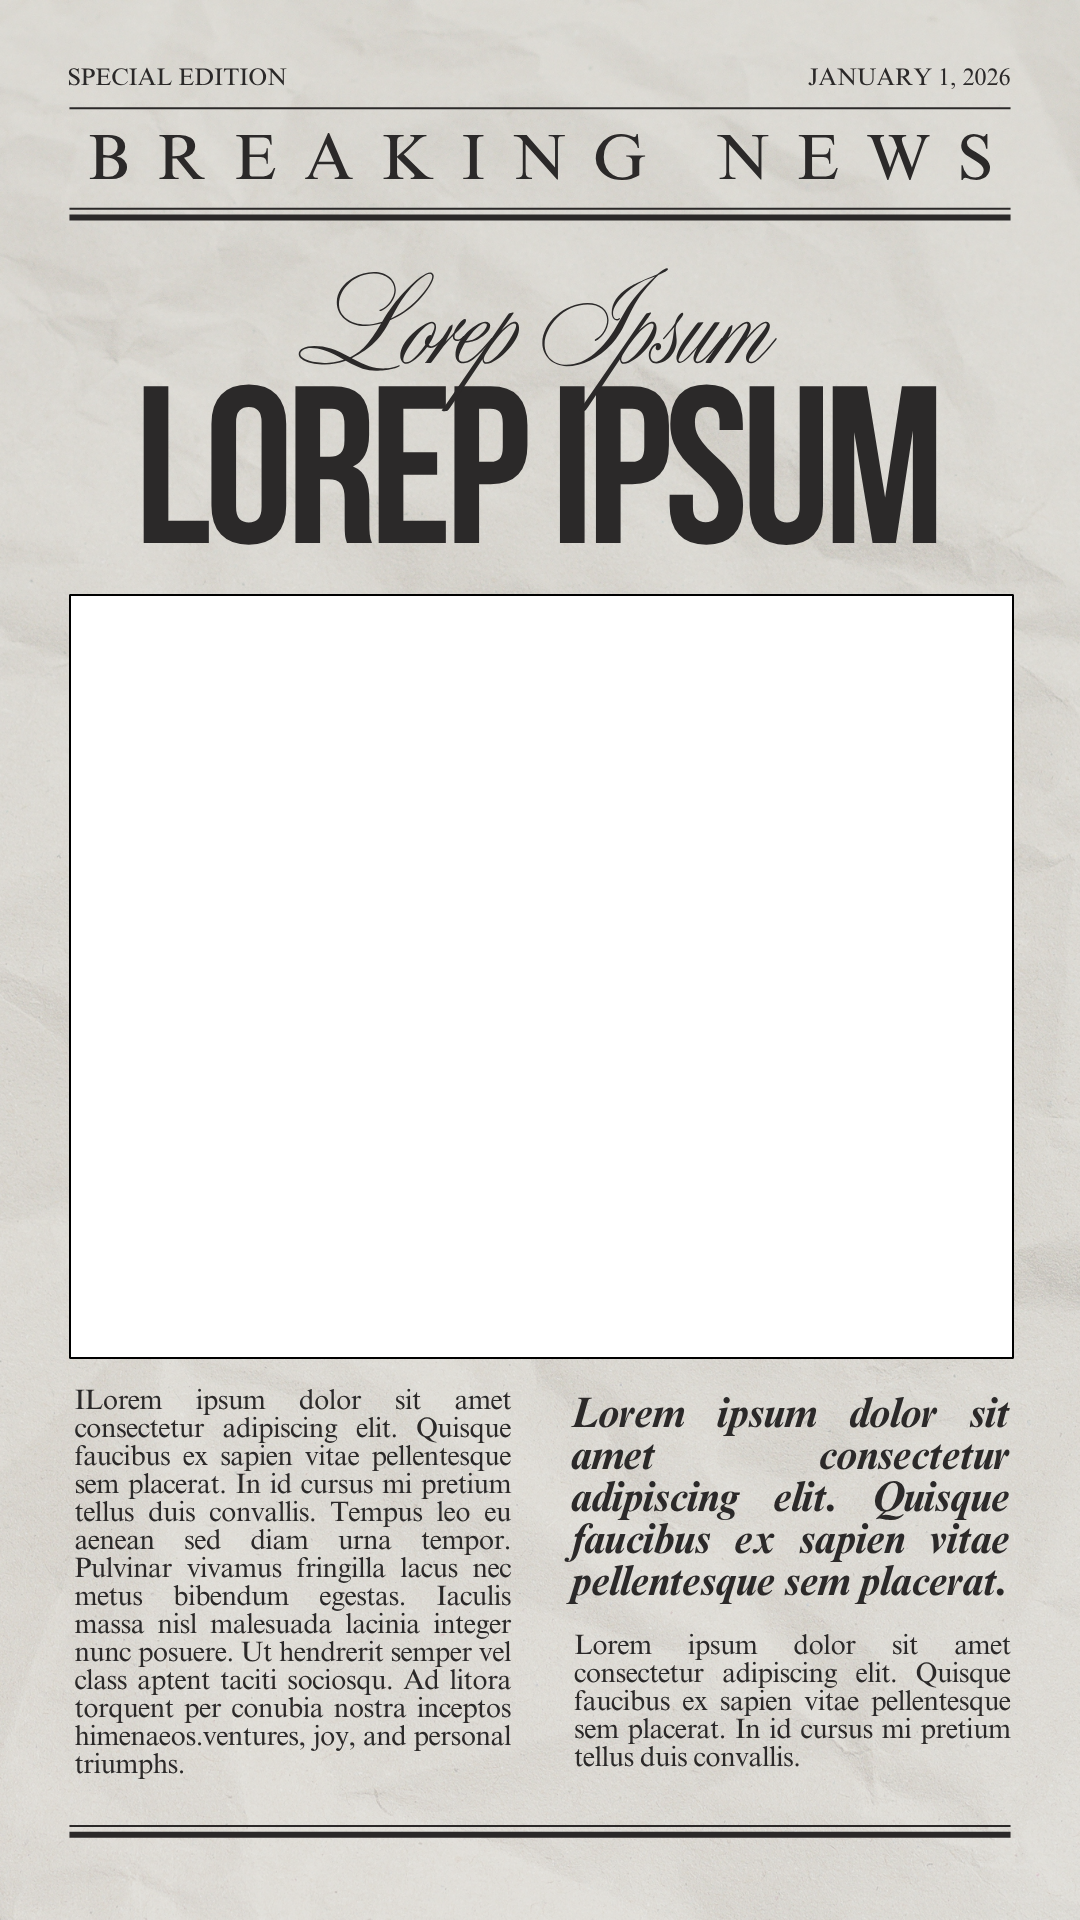 SPECIAL EDITION
JANUARY 1, 2026
BREAKING NEWS
Lorep Ipsum
LOREP IPSUM
ILorem ipsum dolor sit amet
consectetur adipiscing elit. Quisque
faucibus ex sapien vitae pellentesque
sem placerat. In id cursus mi pretium
tellus duis convallis. Tempus leo eu
aenean sed diam urna tempor.
Pulvinar vivamus fringilla lacus nec
metus bibendum egestas. Iaculis
massa nisl malesuada lacinia integer
nunc posuere. Ut hendrerit semper vel
class aptent taciti sociosqu. Ad litora
torquent per conubia nostra inceptos
himenaeos.ventures, joy, and personal
triumphs.
Lorem ipsum dolor sit
amet consectetur
adipiscing elit. Quisque
faucibus ex sapien vitae
pellentesque sem placerat.
Lorem ipsum dolor sit amet
consectetur adipiscing elit. Quisque
faucibus ex sapien vitae pellentesque
sem placerat. In id cursus mi pretium
tellus duis convallis.